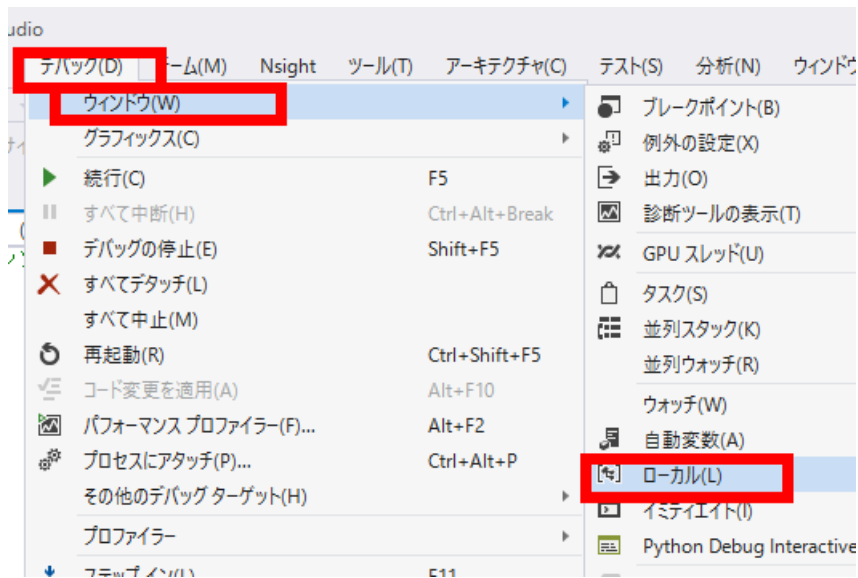 udio
デバッグ(D) ーム(M) Nsight ツール(T) アーキテクチャ(C) テスト(S) 分析(N) ウィンドウ
ウィンドウ(W)
グラフィックス(C)
続行(C) F5
すべて中断(H) Ctrl+Alt+Break
デバッグの停止(E) Shift+F5
すべてデタッチ(L)
すべて中止(M)
再起動(R) Ctrl+Shift+F5
コード変更を適用(A) Alt+F10
パフォーマンス プロファイラー(F)... Alt+F2
プロセスにアタッチ(P)... Ctrl+Alt+P
その他のデバッグ ターゲット(H)
プロファイラー
ステップ イン(I) F11
ブレークポイント(B)
例外の設定(X)
出力(O)
診断ツールの表示(T)
GPU スレッド(U)
タスク(S)
並列スタック(K)
並列ウォッチ(R)
ウォッチ(W)
自動変数(A)
ローカル(L)
イミディエイト(I)
Python Debug Interactive